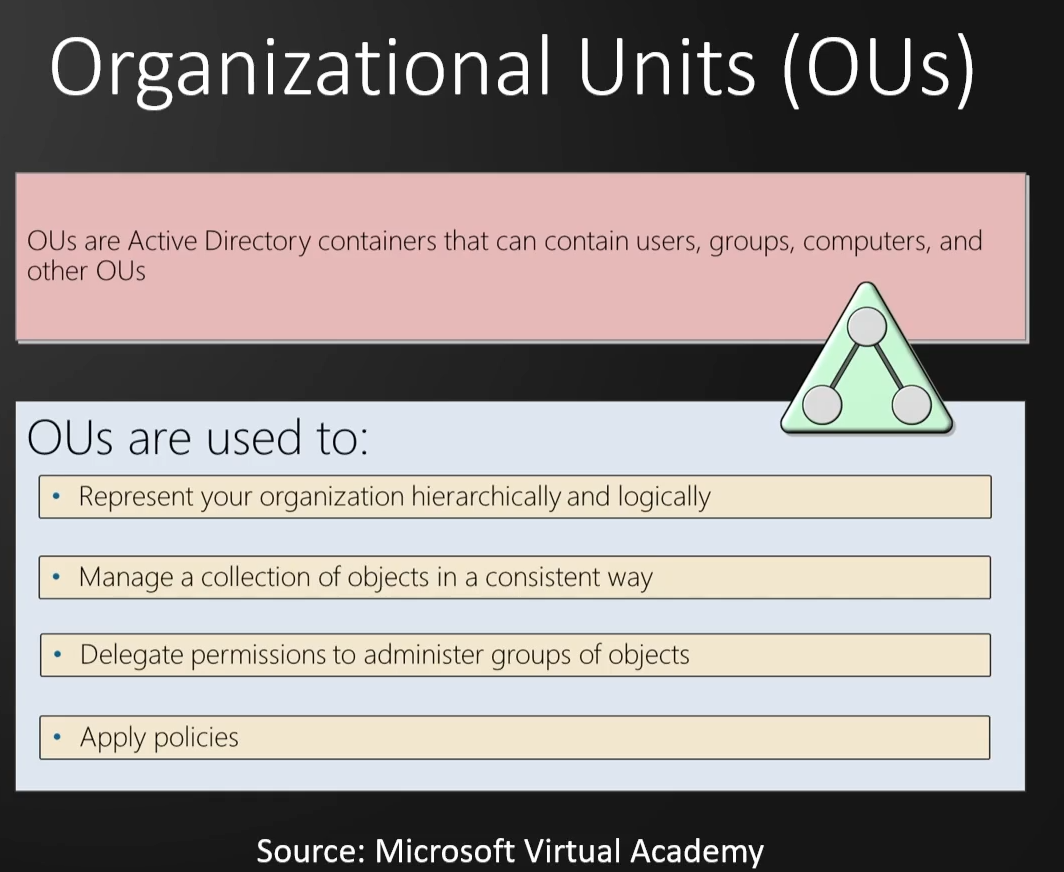 Organizational Units (OUs)
OUs are Active Directory containers that can contain users, groups, computers, and
other OUs
OUs are used to:
• Represent your organization hierarchically and logically
• Manage a collection of objects in a consistent way
• Delegate permissions to administer groups of objects
• Apply policies
Source: Microsoft Virtual Academy